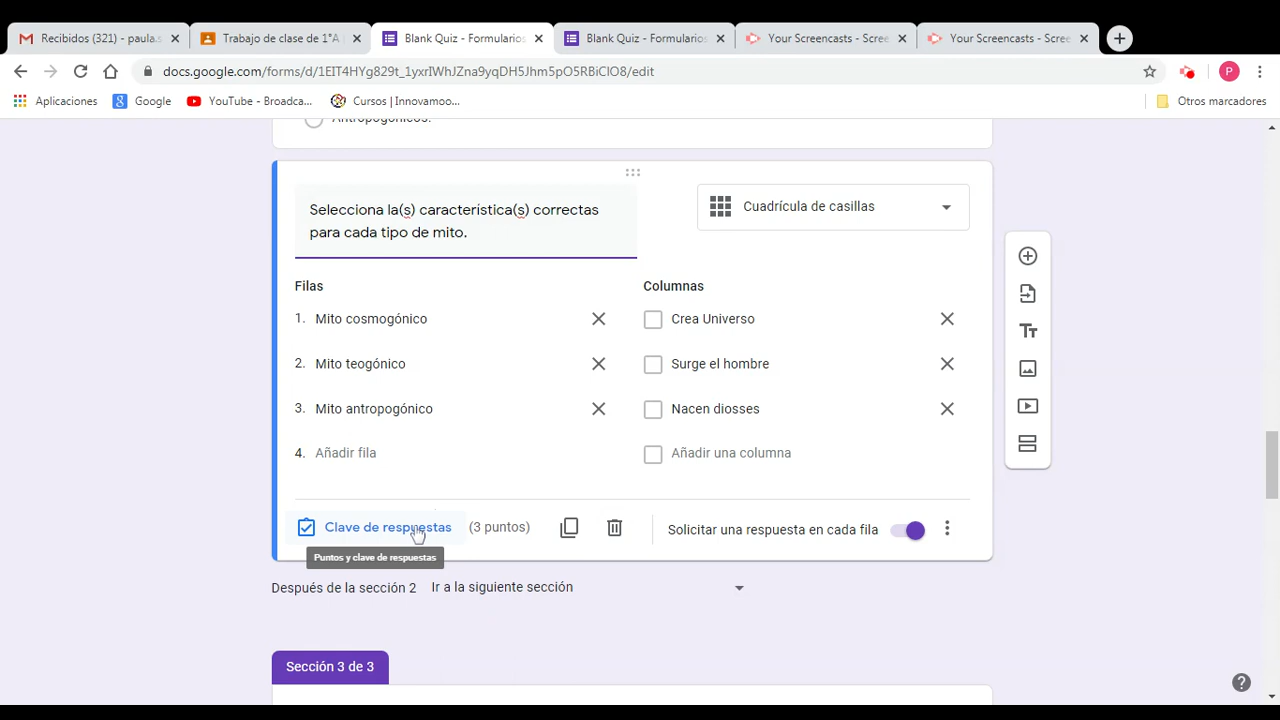 Recibidos (321) - paula.s
Trabajo de clase de 1°A (
Blank Quiz - Formularios
Blank Quiz - Formularios
Your Screencasts - Scree
Your Screencasts - Scree
docs.google.com/forms/d/1EIT4HYg829t_1yxrIWhJZna9yqDH5Jhm5pO5RBiClO8/edit
P
Aplicaciones
Google
YouTube - Broadca...
Cursos | Innovamoo...
Otros marcadores
Antropogónicos.
Selecciona la(s) característica(s) correctas
para cada tipo de mito.
Cuadrícula de casillas
Filas
Columnas
1. Mito cosmogónico
Crea Universo
2. Mito teogónico
Surge el hombre
3. Mito antropogónico
Nacen diosses
4. Añadir fila
Añadir una columna
Clave de respuestas
(3 puntos)
Solicitar una respuesta en cada fila
Puntos y clave de respuestas
Después de la sección 2
Ir a la siguiente sección
Sección 3 de 3